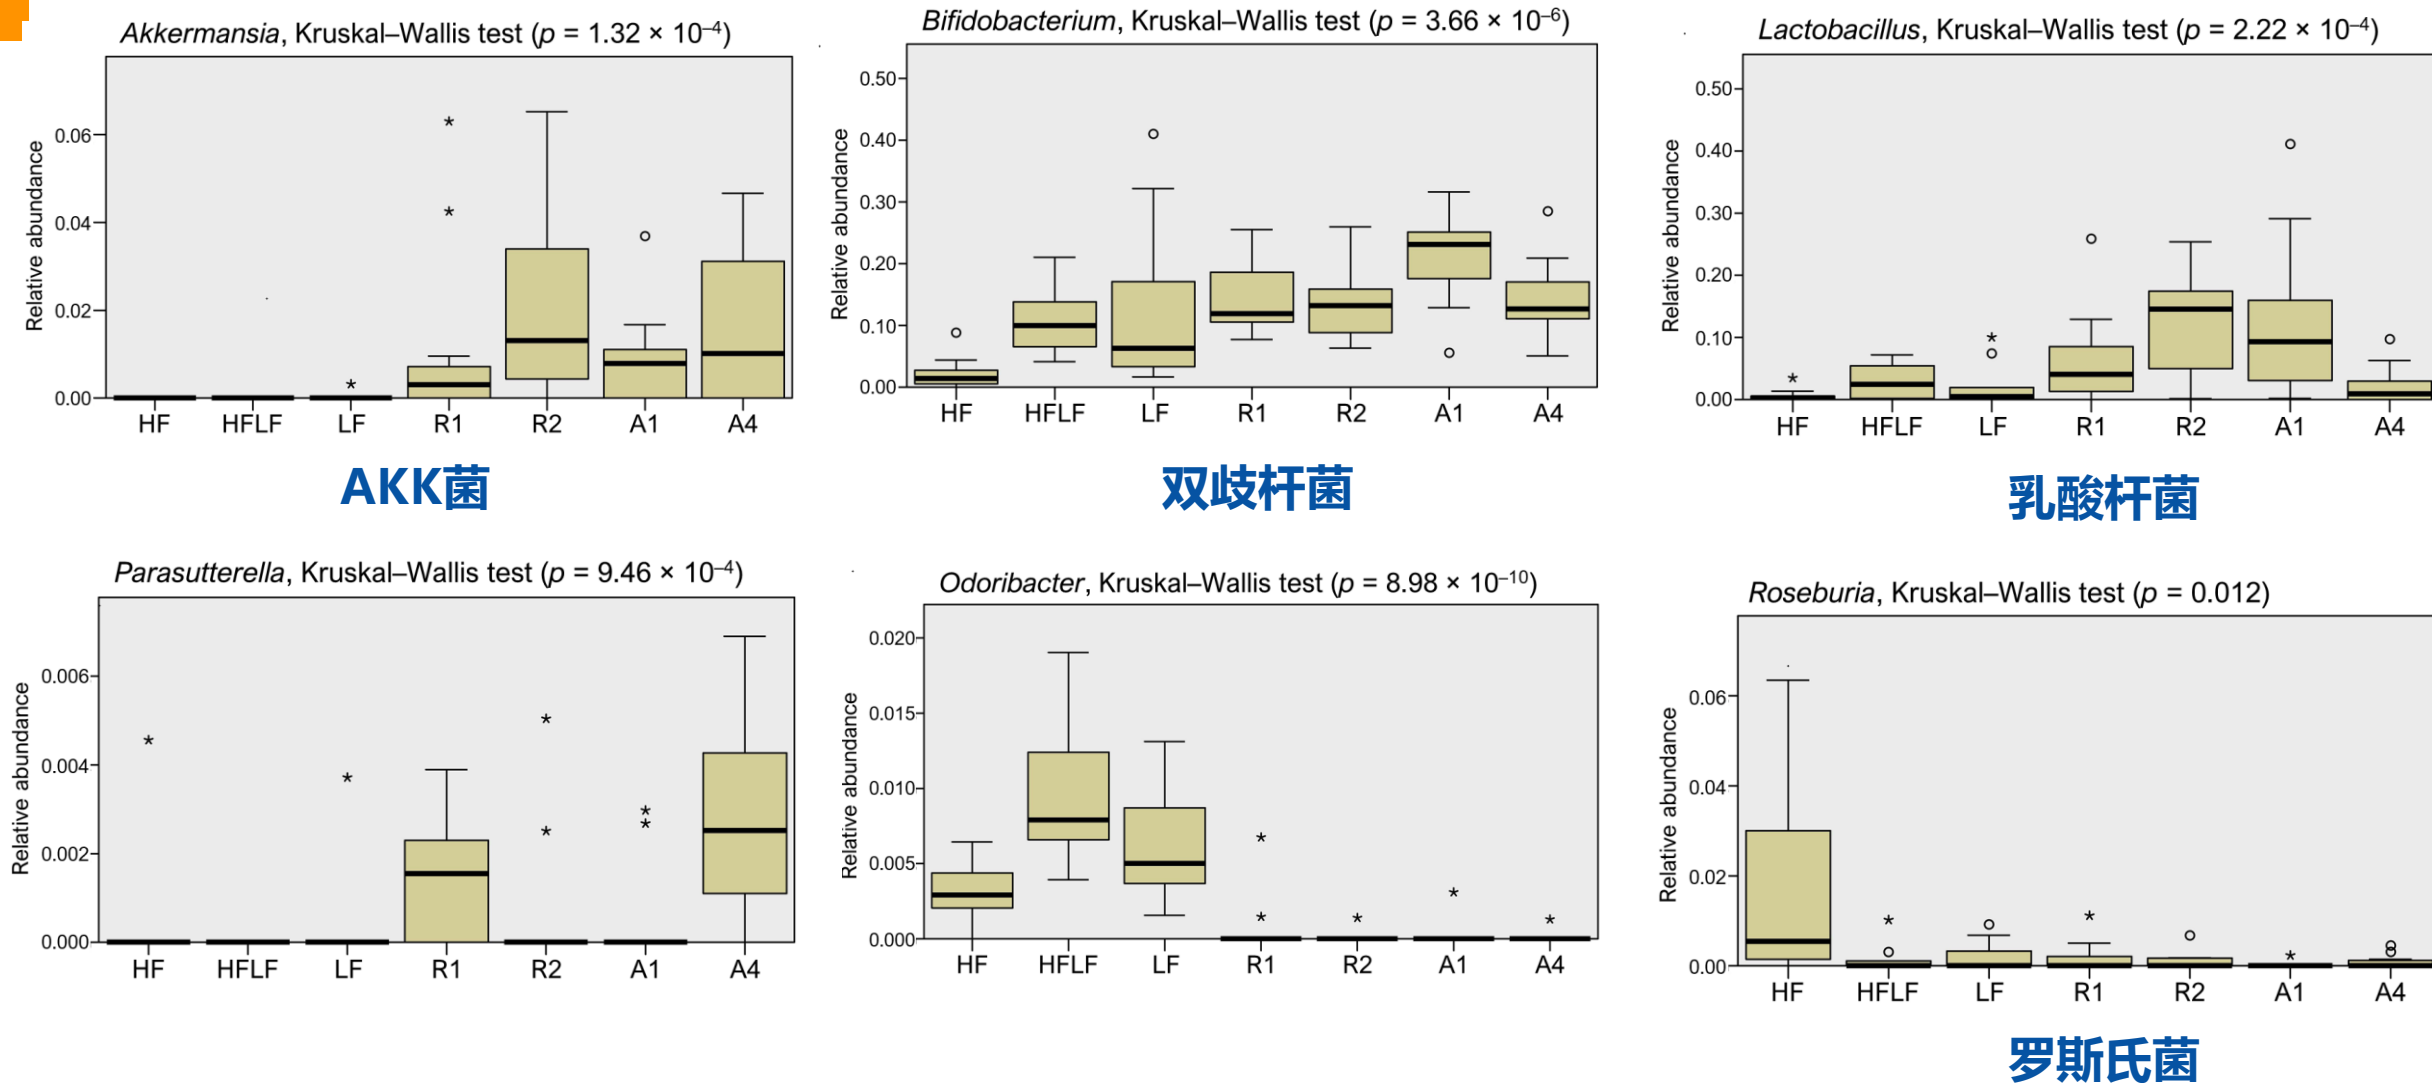 Akkermansia, Kruskal–Wallis test (p = 1.32 × 10⁻⁴)
Relative abundance
0.06
0.04
0.02
0.00
HF HFLF LF R1 R2 A1 A4
AKK菌
Bifidobacterium, Kruskal–Wallis test (p = 3.66 × 10⁻⁶)
Relative abundance
0.50
0.40
0.30
0.20
0.10
0.00
HF HFLF LF R1 R2 A1 A4
双歧杆菌
Lactobacillus, Kruskal–Wallis test (p = 2.22 × 10⁻⁴)
Relative abundance
0.50
0.40
0.30
0.20
0.10
0.00
HF HFLF LF R1 R2 A1 A4
乳酸杆菌
Parasutterella, Kruskal–Wallis test (p = 9.46 × 10⁻⁴)
Relative abundance
0.006
0.004
0.002
0.000
HF HFLF LF R1 R2 A1 A4
Odoribacter, Kruskal–Wallis test (p = 8.98 × 10⁻¹⁰)
Relative abundance
0.020
0.015
0.010
0.005
0.000
HF HFLF LF R1 R2 A1 A4
Roseburia, Kruskal–Wallis test (p = 0.012)
Relative abundance
0.06
0.04
0.02
0.00
HF HFLF LF R1 R2 A1 A4
罗斯氏菌